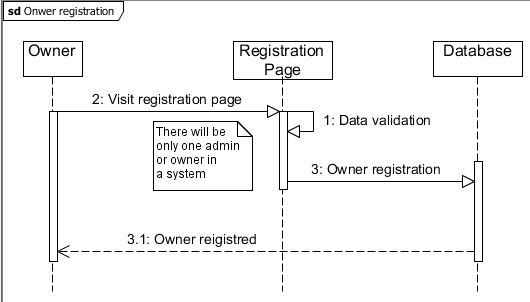 sd Onwer registration
Owner
Registration
Page
Database
2: Visit registration page
1: Data validation
There will be
only one admin
or owner in
a system
3: Owner registration
3.1: Owner reigistred